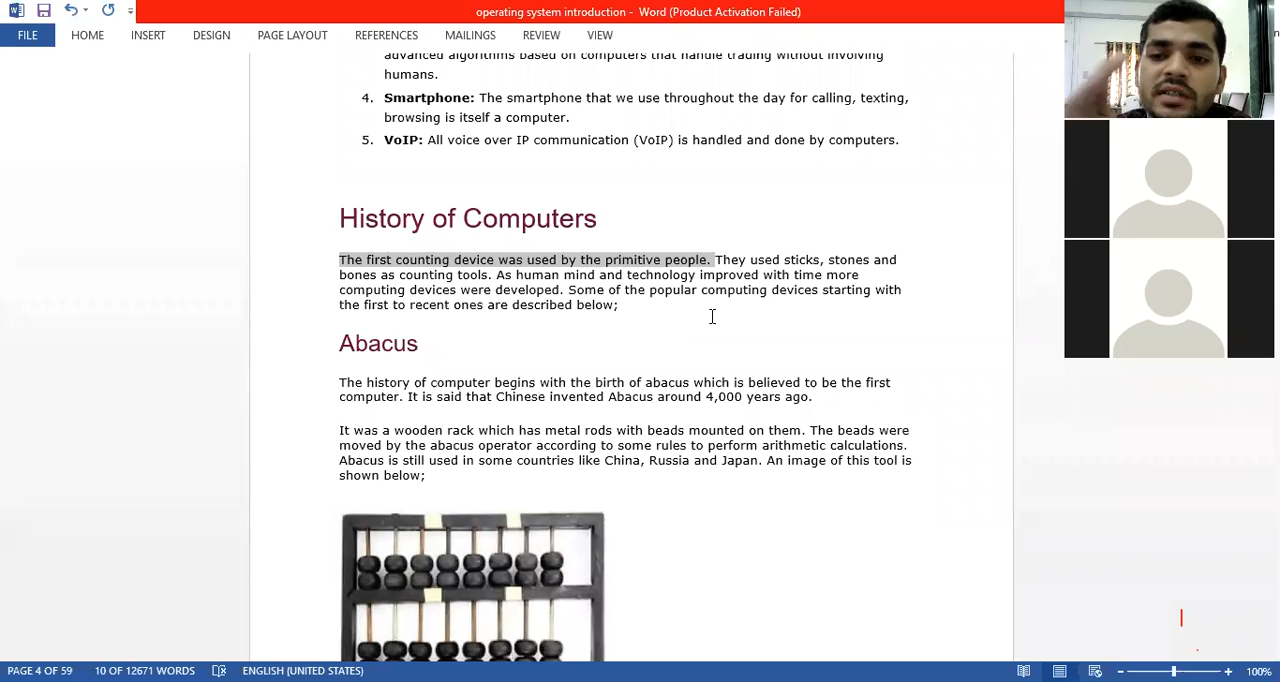 operating system introduction - Word (Product Activation Failed)
FILE HOME INSERT DESIGN PAGE LAYOUT REFERENCES MAILINGS REVIEW VIEW
advanced algorithms based on computers that handle trading without involving
humans.
4. Smartphone: The smartphone that we use throughout the day for calling, texting,
browsing is itself a computer.
5. VoIP: All voice over IP communication (VoIP) is handled and done by computers.
History of Computers
The first counting device was used by the primitive people. They used sticks, stones and
bones as counting tools. As human mind and technology improved with time more
computing devices were developed. Some of the popular computing devices starting with
the first to recent ones are described below;
Abacus
The history of computer begins with the birth of abacus which is believed to be the first
computer. It is said that Chinese invented Abacus around 4,000 years ago.
It was a wooden rack which has metal rods with beads mounted on them. The beads were
moved by the abacus operator according to some rules to perform arithmetic calculations.
Abacus is still used in some countries like China, Russia and Japan. An image of this tool is
shown below;
PAGE 4 OF 59 10 OF 12671 WORDS ENGLISH (UNITED STATES) 100%